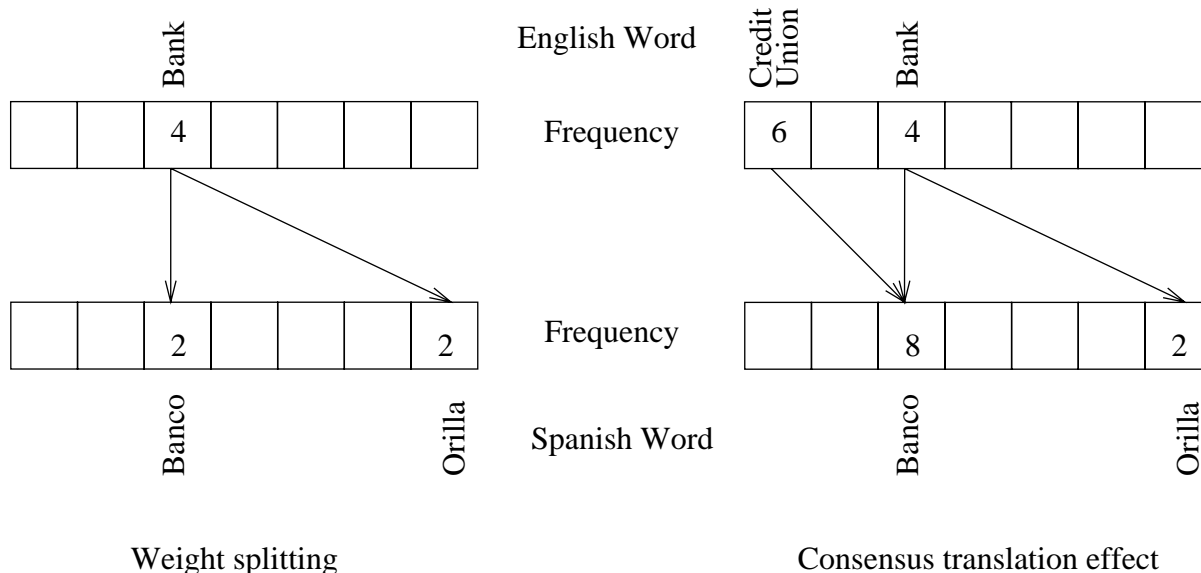 English Word
Bank
Credit
Union
Bank
Frequency
4
6
4
Frequency
2
2
8
2
Spanish Word
Banco
Orilla
Banco
Orilla
Weight splitting
Consensus translation effect